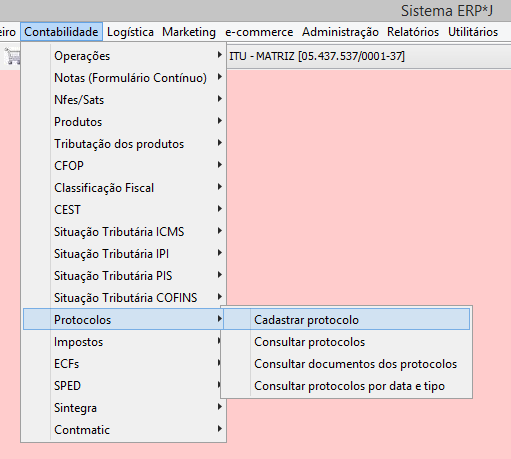 Sistema ERP*J
eiro Contabilidade Logística Marketing e-commerce Administração Relatórios Utilitários
ITU - MATRIZ [05.437.537/0001-37]
Operações
Notas (Formulário Contínuo)
Nfes/Sats
Produtos
Tributação dos produtos
CFOP
Classificação Fiscal
CEST
Situação Tributária ICMS
Situação Tributária IPI
Situação Tributária PIS
Situação Tributária COFINS
Protocolos
Cadastrar protocolo
Consultar protocolos
Consultar documentos dos protocolos
Consultar protocolos por data e tipo
Impostos
ECFs
SPED
Sintegra
Contmatic